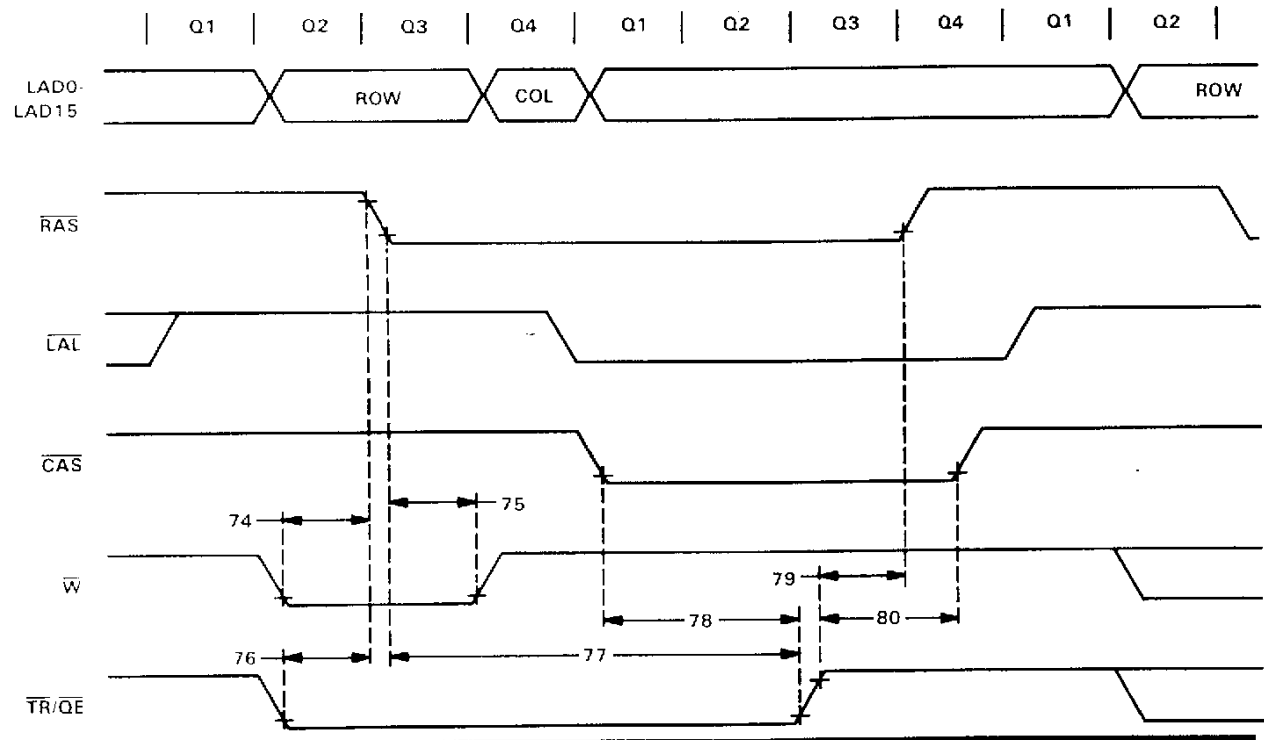 Q1 Q2 Q3 Q4 Q1 Q2 Q3 Q4 Q1 Q2
LAD0-
LAD15
ROW COL ROW
RAS
LAL
CAS
75
74
W
79
78 80
76 77
TR/QE